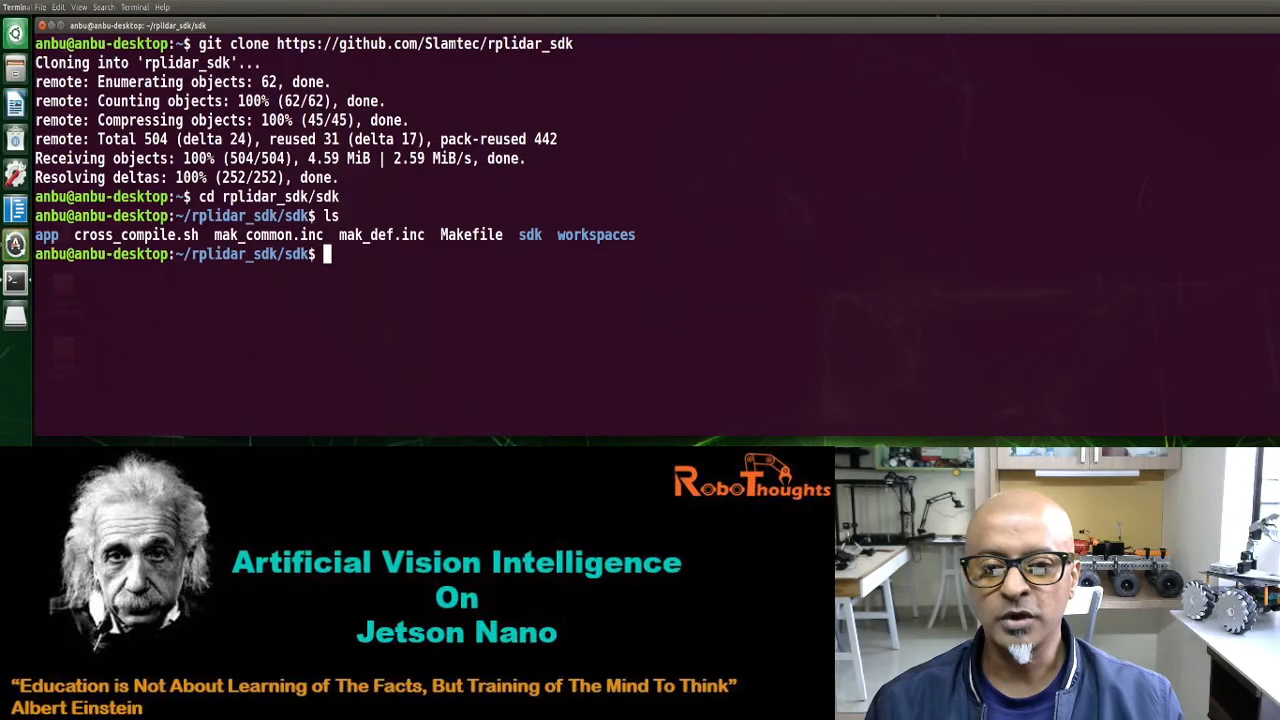 Terminal File Edit View Search Terminal Help
anbu@anbu-desktop: ~/rplidar_sdk/sdk
anbu@anbu-desktop:~$ git clone https://github.com/Slamtec/rplidar_sdk
Cloning into 'rplidar_sdk'...
remote: Enumerating objects: 62, done.
remote: Counting objects: 100% (62/62), done.
remote: Compressing objects: 100% (45/45), done.
remote: Total 504 (delta 24), reused 31 (delta 17), pack-reused 442
Receiving objects: 100% (504/504), 4.59 MiB | 2.59 MiB/s, done.
Resolving deltas: 100% (252/252), done.
anbu@anbu-desktop:~$ cd rplidar_sdk/sdk
anbu@anbu-desktop:~/rplidar_sdk/sdk$ ls
app cross_compile.sh mak_common.inc mak_def.inc Makefile sdk workspaces
anbu@anbu-desktop:~/rplidar_sdk/sdk$
RoboThoughts
Artificial Vision Intelligence
On
Jetson Nano
“Education is Not About Learning of The Facts, But Training of The Mind To Think”
Albert Einstein